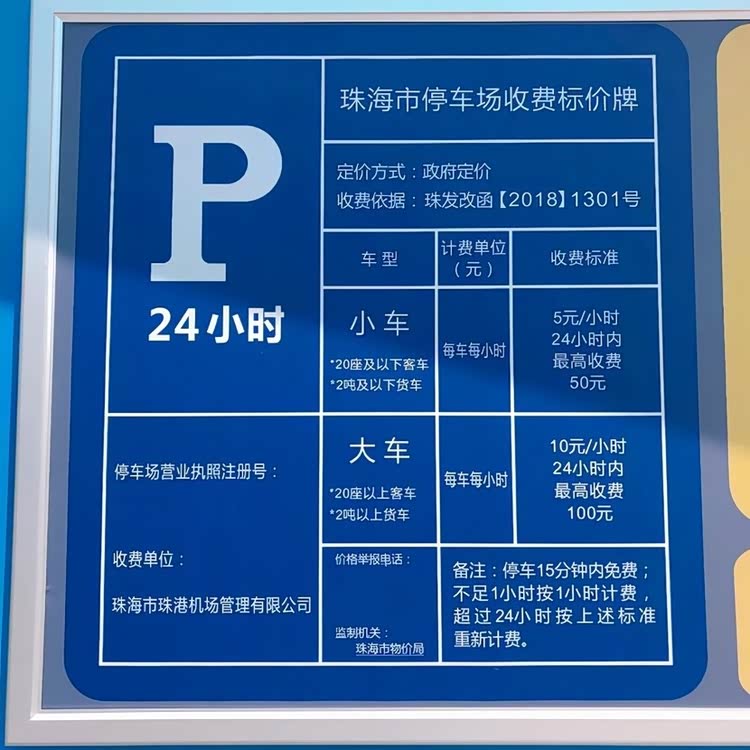 P
24小时
珠海市停车场收费标价牌
定价方式：政府定价
收费依据：珠发改函【2018】1301号
车型
计费单位
（元）
收费标准
小车
*20座及以下客车
*2吨及以下货车
每车每小时
5元/小时
24小时内
最高收费
50元
大车
*20座以上客车
*2吨以上货车
每车每小时
10元/小时
24小时内
最高收费
100元
停车场营业执照注册号：
收费单位：
珠海市珠港机场管理有限公司
价格举报电话：
监制机关：
珠海市物价局
备注：停车15分钟内免费；
不足1小时按1小时计费，
超过24小时按上述标准
重新计费。